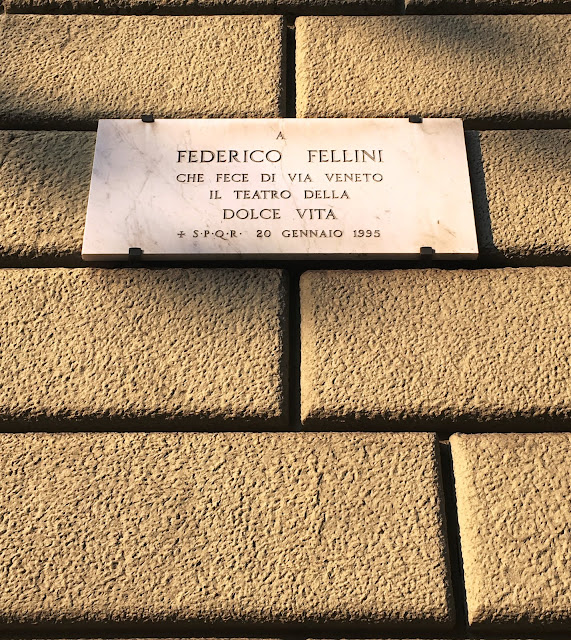 A
FEDERICO FELLINI
CHE FECE DI VIA VENETO
IL TEATRO DELLA
DOLCE VITA
✢ S·P·Q·R· 20 GENNAIO 1995